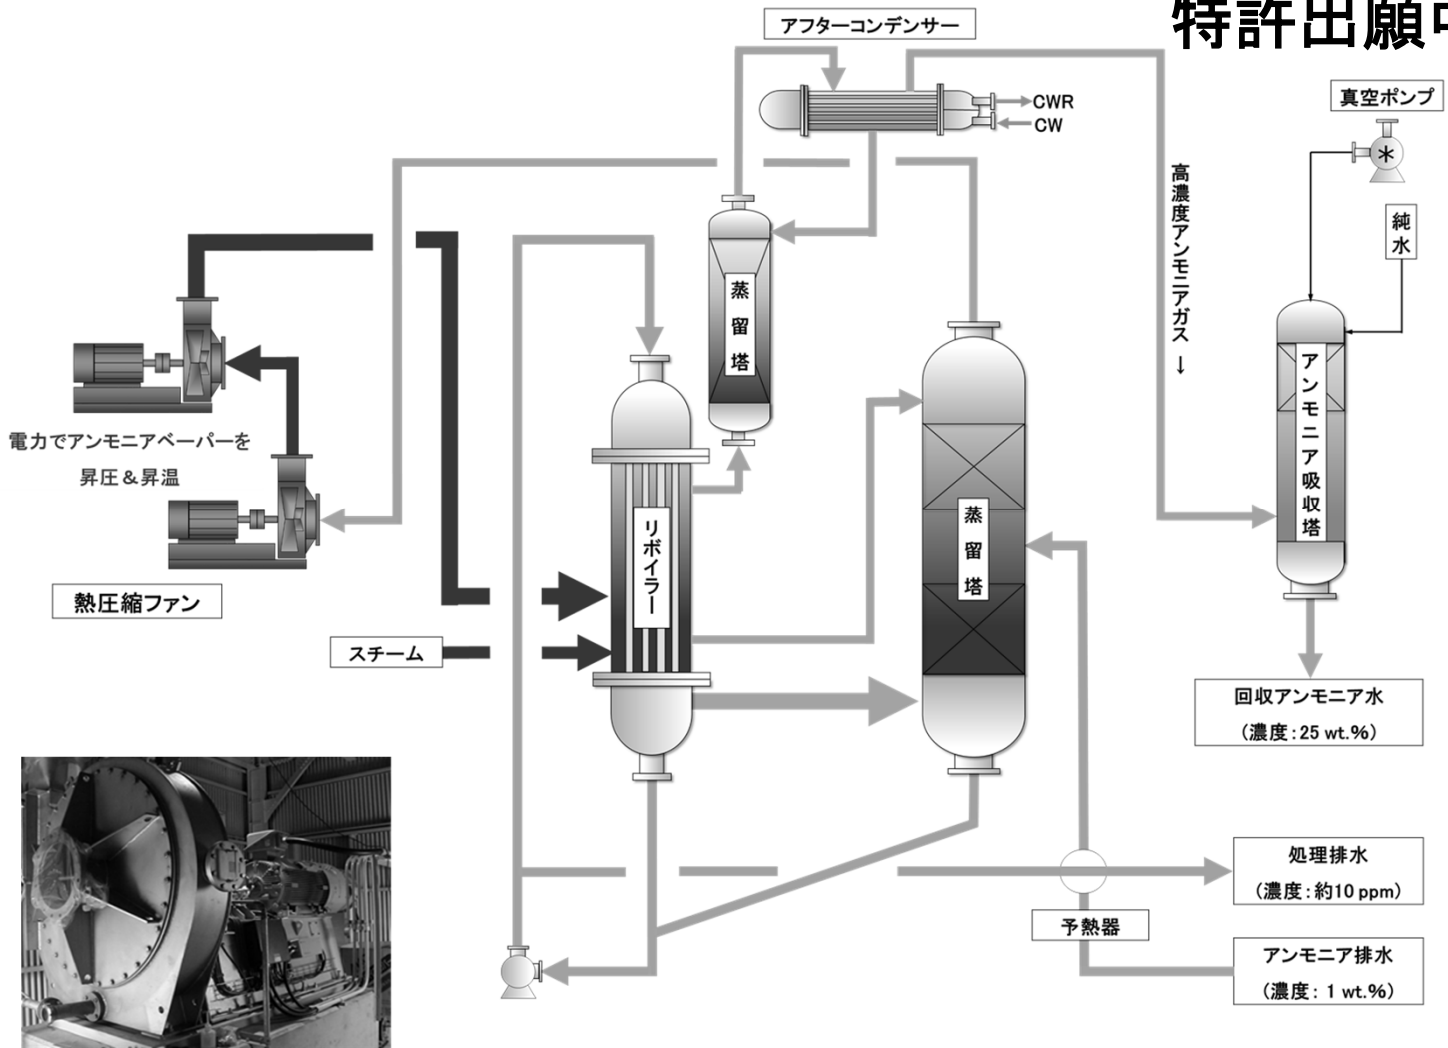 特許出願中
アフターコンデンサー
CWR
CW
真空ポンプ
純水
高濃度アンモニアガス ↓
蒸留塔
アンモニア吸収塔
電力でアンモニアベーパーを
昇圧＆昇温
熱圧縮ファン
リボイラー
蒸留塔
スチーム
回収アンモニア水
（濃度：25 wt.％）
処理排水
（濃度：約10 ppm）
予熱器
アンモニア排水
（濃度： 1 wt.％）